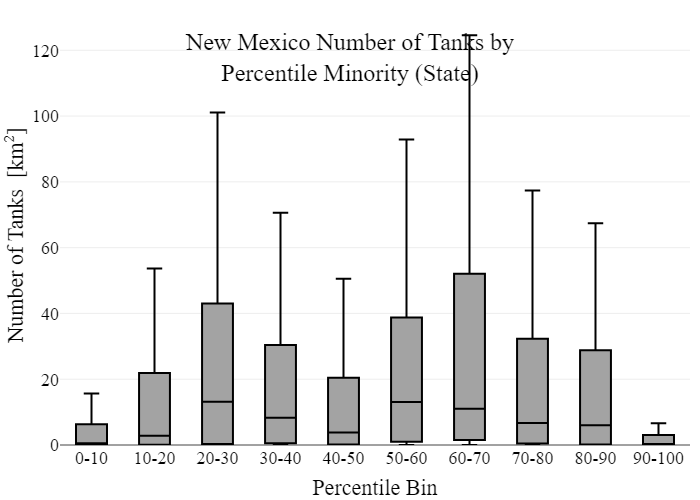 New Mexico Number of Tanks by
Percentile Minority (State)
Number of Tanks [km²]
120
100
80
60
40
20
0
0-10 10-20 20-30 30-40 40-50 50-60 60-70 70-80 80-90 90-100
Percentile Bin